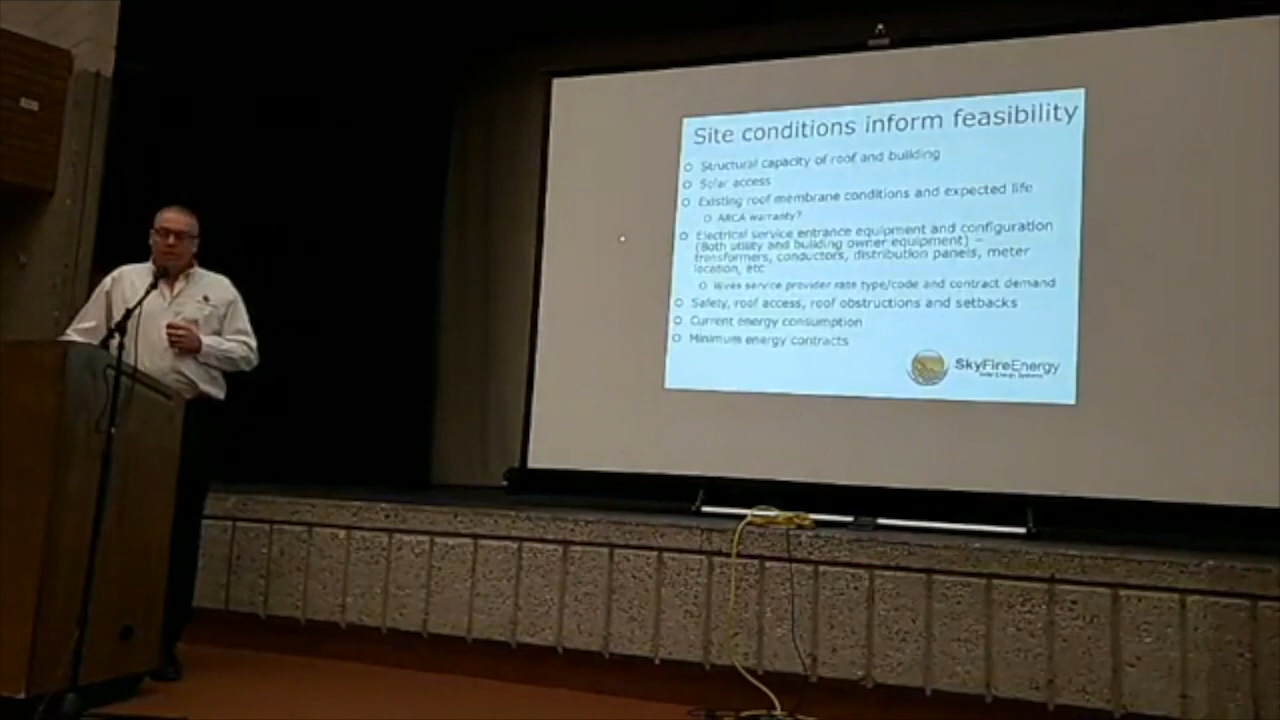 Site conditions inform feasibility
Structural capacity of roof and building
Solar access
Existing roof membrane conditions and expected life
ARCA warranty?
Electrical service entrance equipment and configuration
(Both utility and building owner equipment) –
transformers, conductors, distribution panels, meter
location, etc
Wires service provider rate type/code and contract demand
Safety, roof access, roof obstructions and setbacks
Current energy consumption
Minimum energy contracts
SkyFireEnergy
Solar Energy Systems